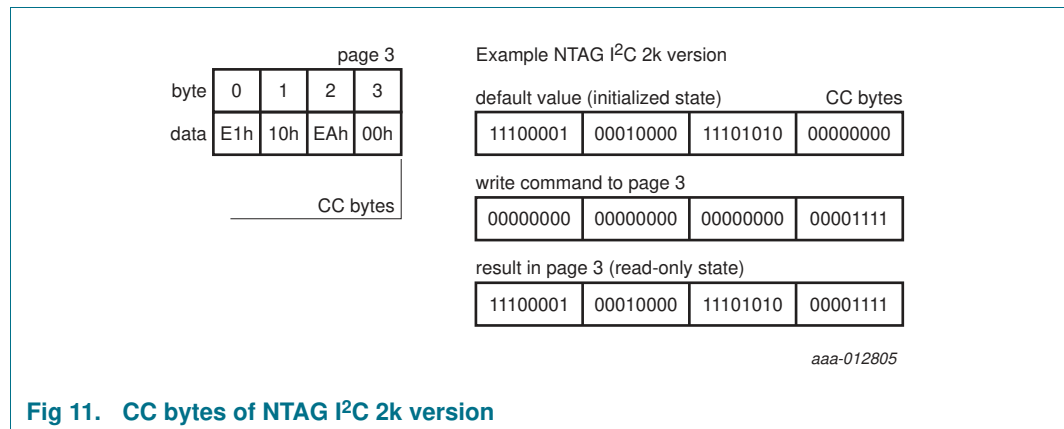 page 3
byte 0 1 2 3
data E1h 10h EAh 00h
CC bytes
Example NTAG I2C 2k version
default value (initialized state) CC bytes
11100001 00010000 11101010 00000000
write command to page 3
00000000 00000000 00000000 00001111
result in page 3 (read-only state)
11100001 00010000 11101010 00001111
aaa-012805
Fig 11. CC bytes of NTAG I2C 2k version